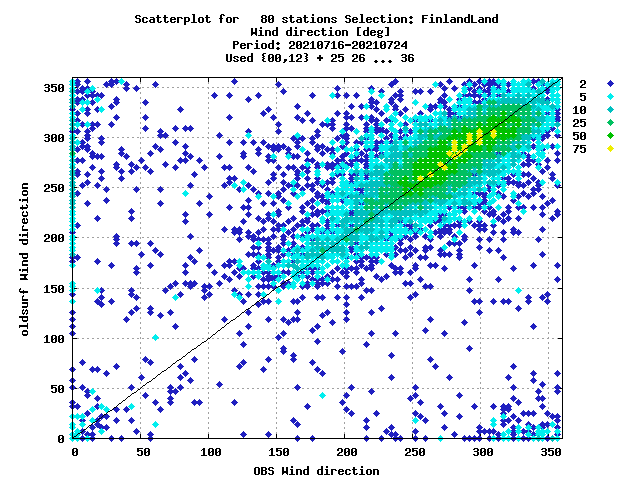 Scatterplot for   80 stations Selection: FinlandLand
Wind direction [deg]
Period: 20210716-20210724
Used {00,12} + 25 26 ... 36
350
300
250
200
150
100
50
0
oldsurf Wind direction
0 50 100 150 200 250 300 350
OBS Wind direction
2
5
10
25
50
75